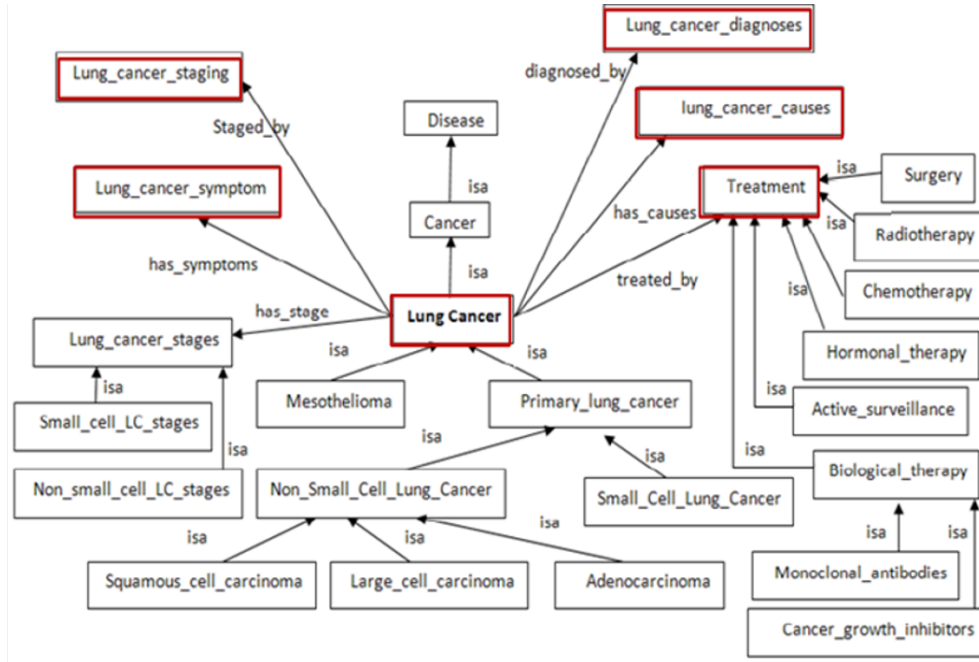 Lung_cancer_diagnoses
Lung_cancer_staging
diagnosed_by
lung_cancer_causes
Disease
Staged_by
isa
Surgery
Lung_cancer_symptom
isa
Treatment
Cancer
has_causes
isa
Radiotherapy
has_symptoms
isa
treated_by
isa
Chemotherapy
has_stage
Lung Cancer
Lung_cancer_stages
isa
isa
Hormonal_therapy
isa
Mesothelioma
Primary_lung_cancer
isa
Active_surveillance
Small_cell_LC_stages
isa
isa
isa
isa
Biological_therapy
Non_small_cell_LC_stages
Non_Small_Cell_Lung_Cancer
Small_Cell_Lung_Cancer
isa
isa
isa
isa
isa
Squamous_cell_carcinoma
Large_cell_carcinoma
Adenocarcinoma
Monoclonal_antibodies
Cancer_growth_inhibitors